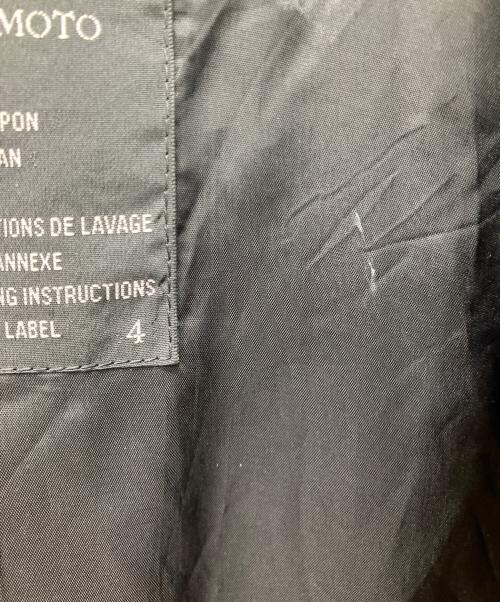 MOTO
PON
AN
TIONS DE LAVAGE
ANNEXE
NG INSTRUCTIONS
LABEL 4